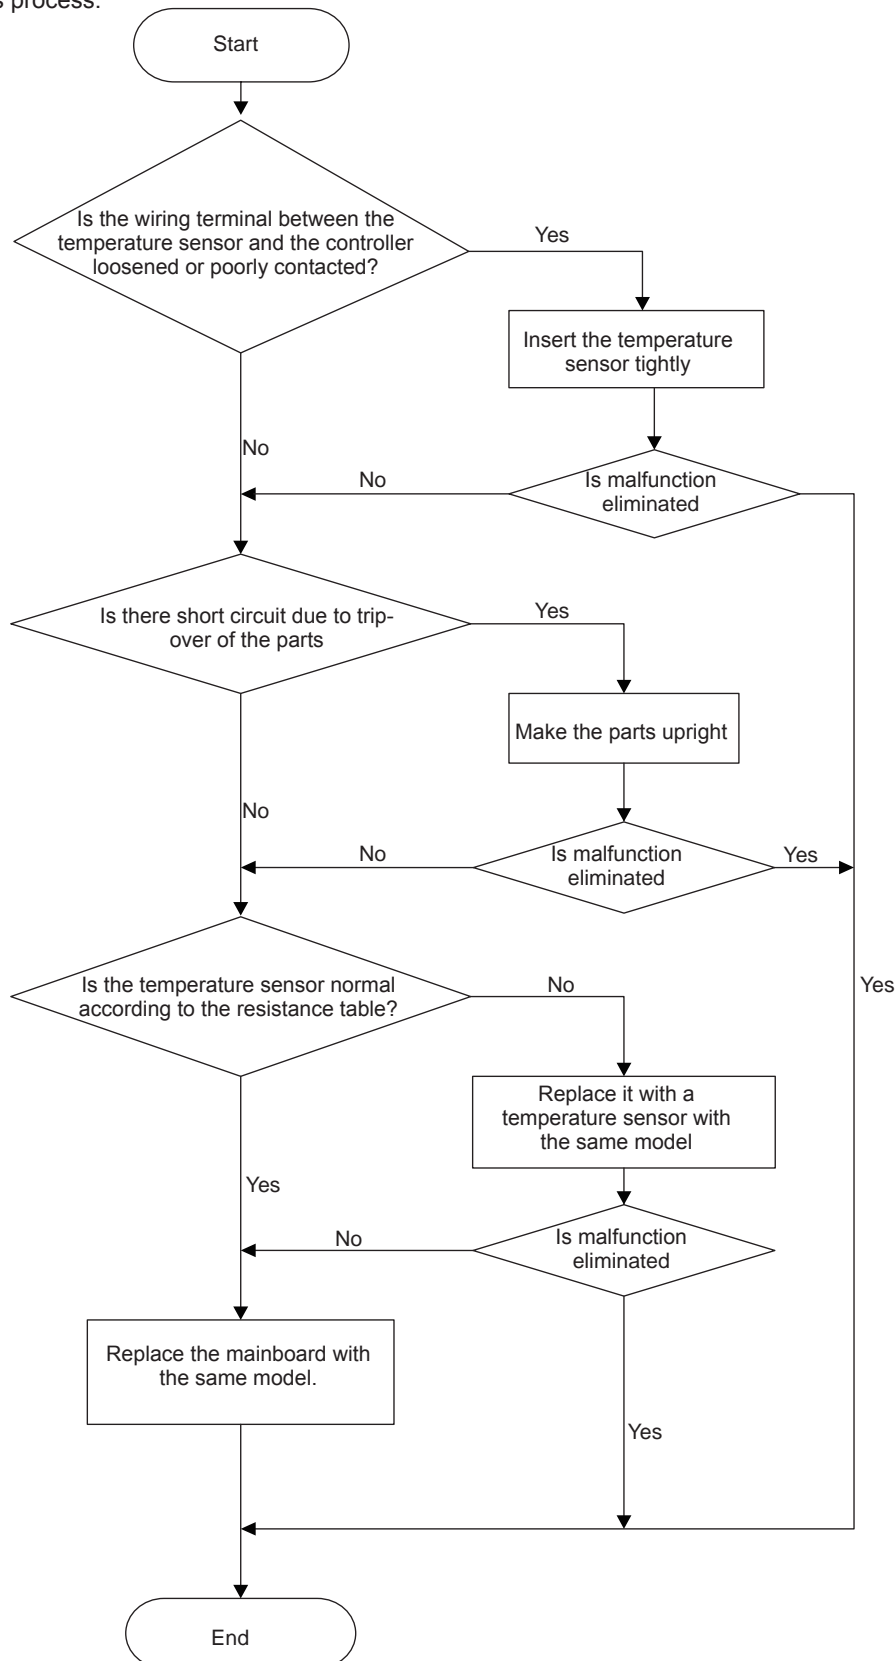 process.
Start
Is the wiring terminal between the
temperature sensor and the controller
loosened or poorly contacted?
Yes
Insert the temperature
sensor tightly
No
No
Is malfunction
eliminated
Is there short circuit due to trip-
over of the parts
Yes
Make the parts upright
No
No
Is malfunction
eliminated
Yes
Is the temperature sensor normal
according to the resistance table?
No
Yes
Replace it with a
temperature sensor with
the same model
Yes
No
Is malfunction
eliminated
Replace the mainboard with
the same model.
Yes
End